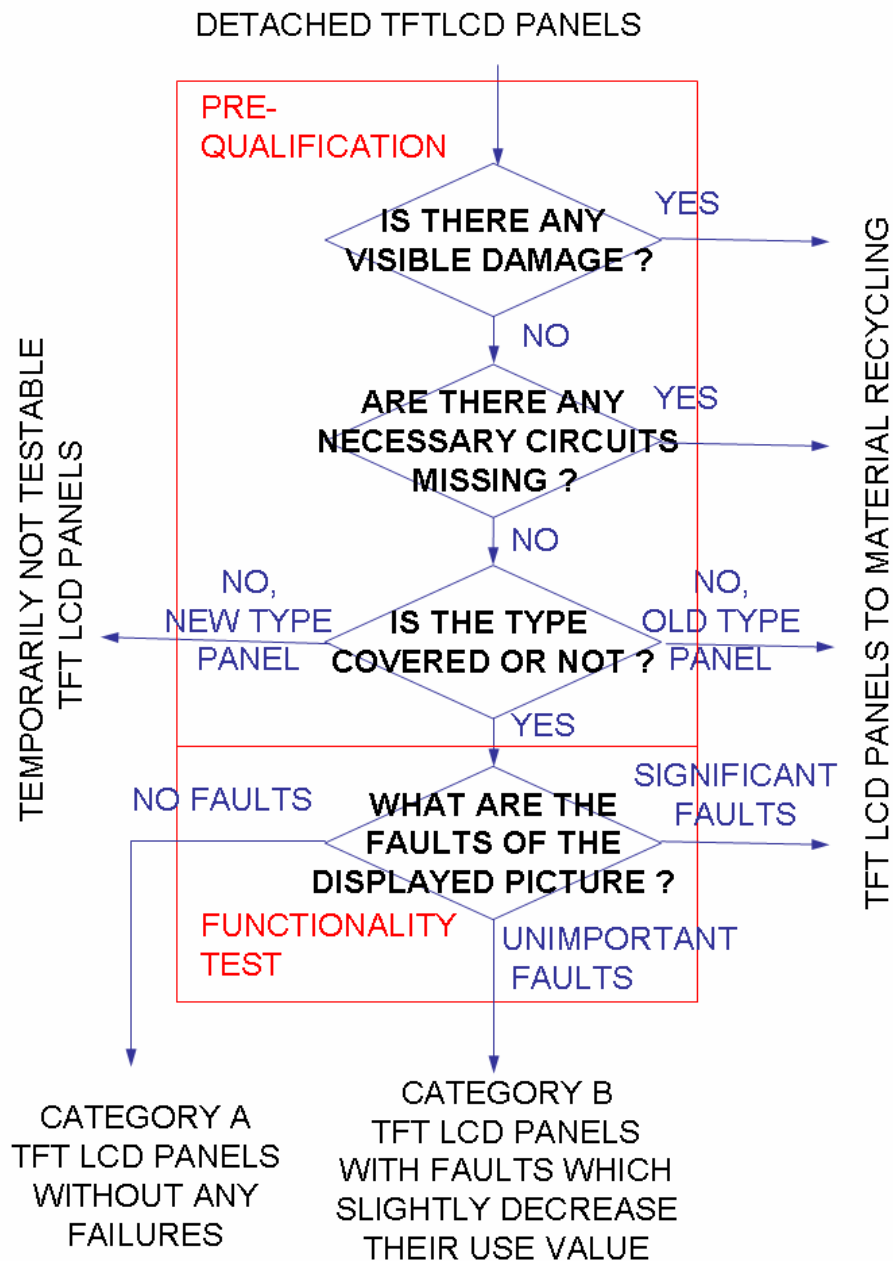 DETACHED TFTLCD PANELS
PRE-
QUALIFICATION
IS THERE ANY
VISIBLE DAMAGE ?
YES
NO
ARE THERE ANY
NECESSARY CIRCUITS
MISSING ?
YES
NO
IS THE TYPE
COVERED OR NOT ?
NO,
NEW TYPE
PANEL
NO,
OLD TYPE
PANEL
YES
TEMPORARILY NOT TESTABLE
TFT LCD PANELS
TFT LCD PANELS TO MATERIAL RECYCLING
WHAT ARE THE
FAULTS OF THE
DISPLAYED PICTURE ?
NO FAULTS
SIGNIFICANT
FAULTS
FUNCTIONALITY
TEST
UNIMPORTANT
FAULTS
CATEGORY A
TFT LCD PANELS
WITHOUT ANY
FAILURES
CATEGORY B
TFT LCD PANELS
WITH FAULTS WHICH
SLIGHTLY DECREASE
THEIR USE VALUE